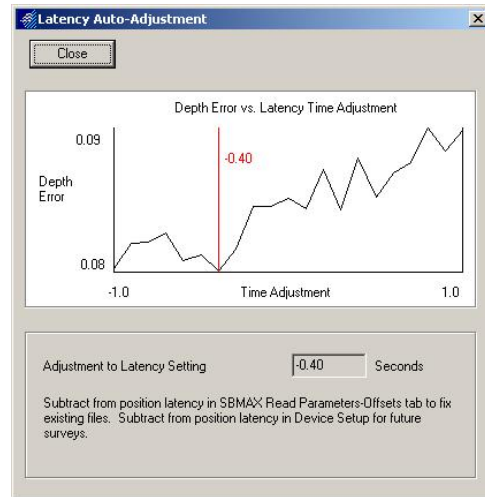 Latency Auto-Adjustment
Close
Depth Error vs. Latency Time Adjustment
0.09
-0.40
Depth
Error
0.08
-1.0 Time Adjustment 1.0
Adjustment to Latency Setting -0.40 Seconds
Subtract from position latency in SBMAX Read Parameters-Offsets tab to fix
existing files. Subtract from position latency in Device Setup for future
surveys.